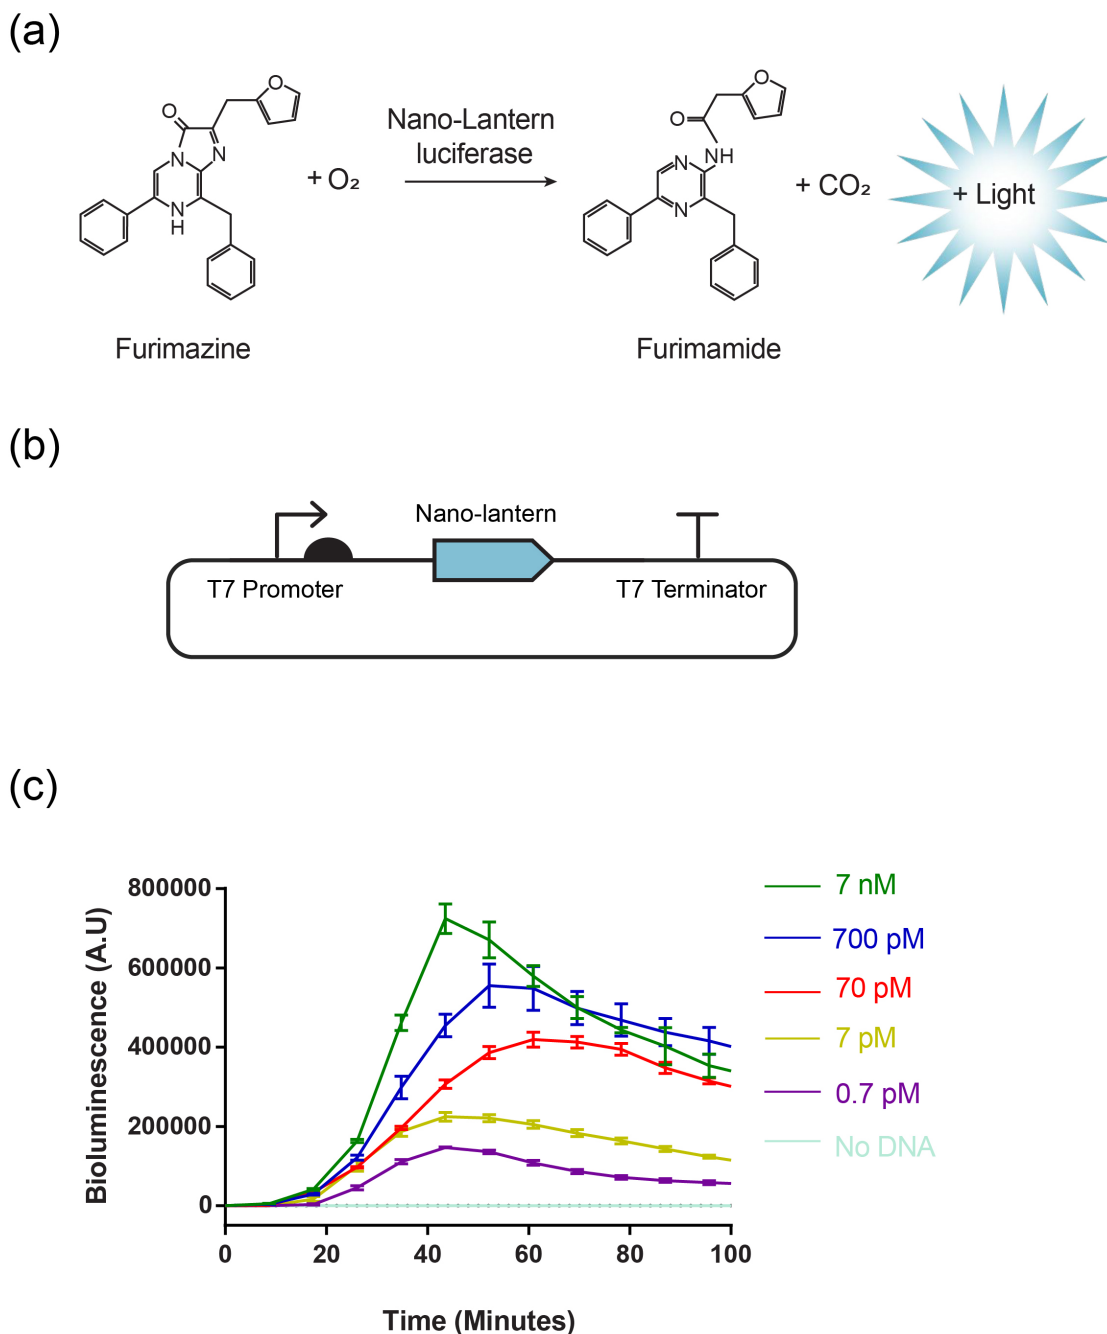 (a)
O
O
N
N
N
H
+ O₂
Nano-Lantern
luciferase
O
O
NH
N
N
+ CO₂
+ Light
Furimazine
Furimamide
(b)
Nano-lantern
T7 Promoter
T7 Terminator
(c)
800000
600000
400000
200000
0
Bioluminescence (A.U)
0
20
40
60
80
100
Time (Minutes)
7 nM
700 pM
70 pM
7 pM
0.7 pM
No DNA